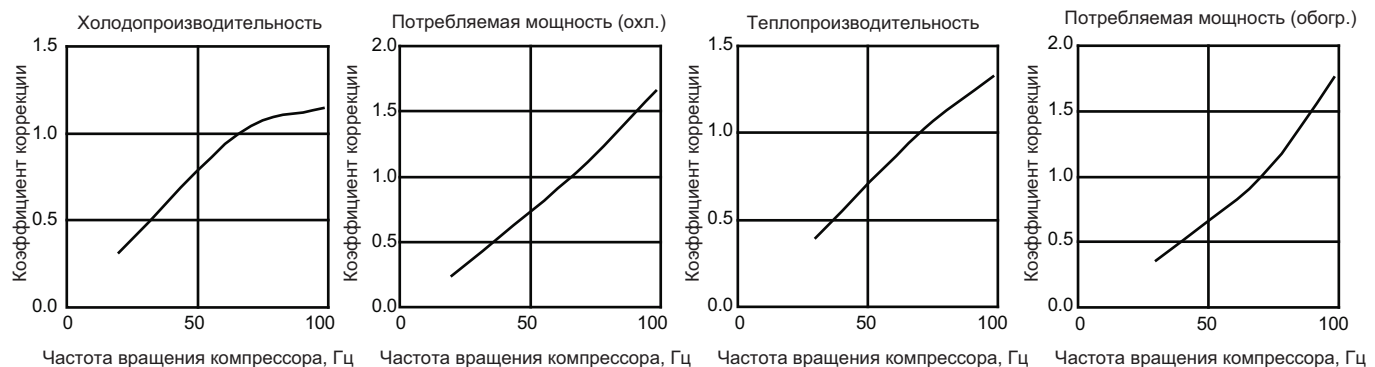 Холодопроизводительность
Коэффициент коррекции
1.5
1.0
0.5
0.0
0
50
100
Частота вращения компрессора, Гц
Потребляемая мощность (охл.)
Коэффициент коррекции
2.0
1.5
1.0
0.5
0.0
0
50
100
Частота вращения компрессора, Гц
Теплопроизводительность
Коэффициент коррекции
1.5
1.0
0.5
0.0
0
50
100
Частота вращения компрессора, Гц
Потребляемая мощность (обогр.)
Коэффициент коррекции
2.0
1.5
1.0
0.5
0.0
0
50
100
Частота вращения компрессора, Гц